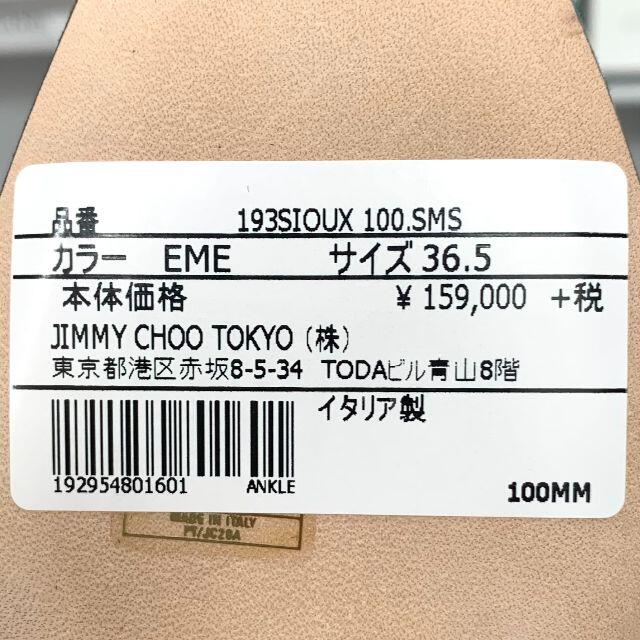 品番 193SIOUX 100.SMS
カラー EME サイズ 36.5
本体価格 ¥ 159,000 +税
JIMMY CHOO TOKYO (株)
東京都港区赤坂8-5-34 TODAビル青山8階
イタリア製
192954801601 ANKLE
100MM
MADE IN ITALY
PT/JC28A